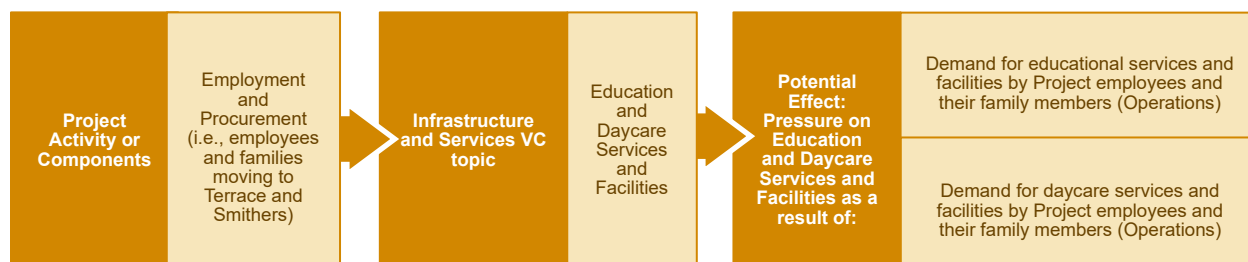 Project
Activity or
Components
Employment
and
Procurement
(i.e., employees
and families
moving to
Terrace and
Smithers)
Infrastructure
and Services VC
topic
Education
and
Daycare
Services
and
Facilities
Potential
Effect:
Pressure on
Education
and Daycare
Services and
Facilities as a
result of:
Demand for educational services and
facilities by Project employees and
their family members (Operations)
Demand for daycare services and
facilities by Project employees and
their family members (Operations)